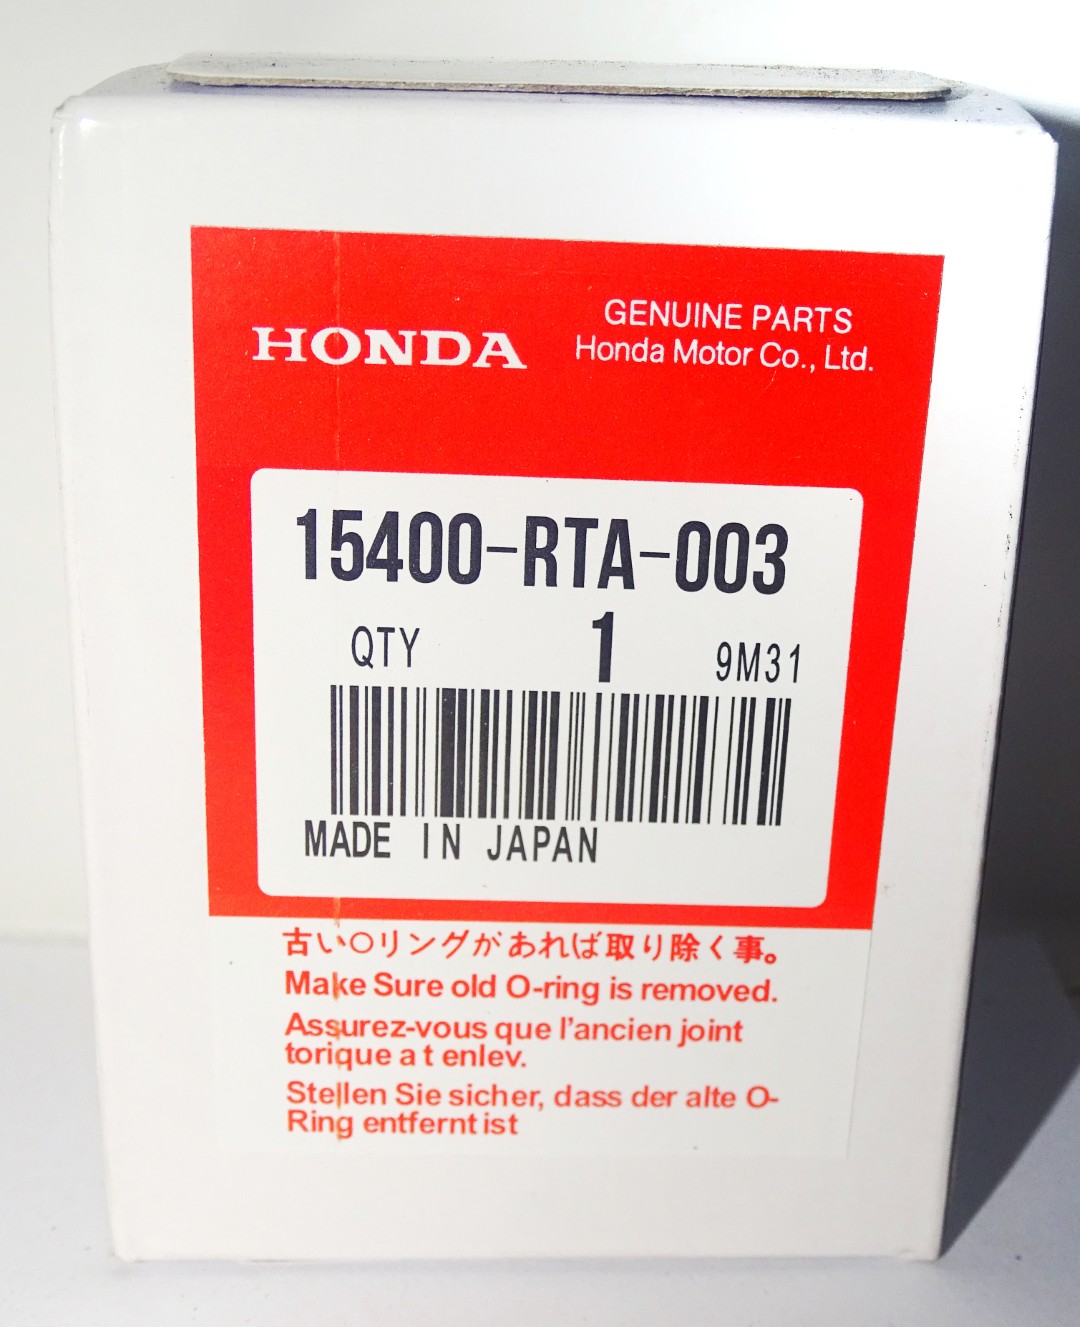 HONDA
GENUINE PARTS
Honda Motor Co., Ltd.
15400-RTA-003
QTY 1 9M31
MADE IN JAPAN
古い〇リングがあれば取り除く事。
Make Sure old O-ring is removed.
Assurez-vous que l'ancien joint
torique a t enlev.
Stellen Sie sicher, dass der alte O-
Ring entfernt ist